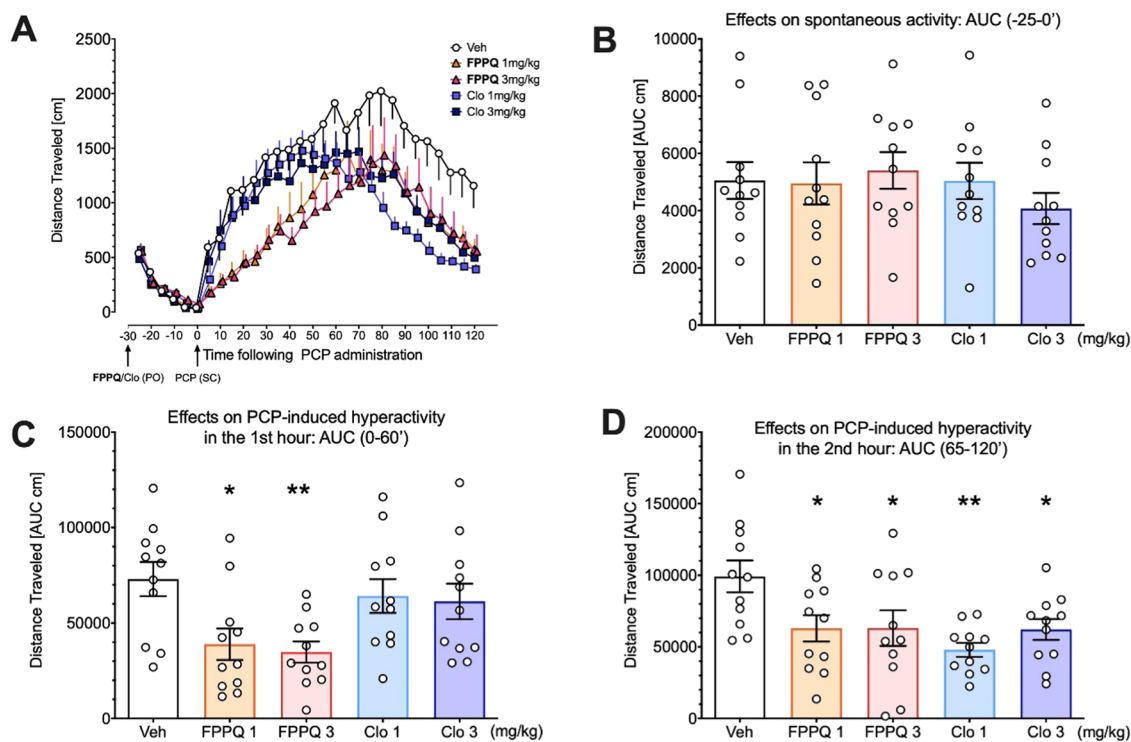 A
2500
2000
1500
1000
500
0
Distance Traveled [cm]
Veh
FPPQ 1mg/kg
FPPQ 3mg/kg
Clo 1mg/kg
Clo 3mg/kg
-30 -20 -10 0 10 20 30 40 50 60 70 80 90 100 110 120
Time following PCP administration
FPPQ/Clo (PO) PCP (SC)
B
Effects on spontaneous activity: AUC (-25-0')
10000
8000
6000
4000
2000
0
Distance Traveled [AUC cm]
Veh FPPQ 1 FPPQ 3 Clo 1 Clo 3 (mg/kg)
C
Effects on PCP-induced hyperactivity
in the 1st hour: AUC (0-60')
150000
100000
50000
0
Distance Traveled [AUC cm]
* **
Veh FPPQ 1 FPPQ 3 Clo 1 Clo 3 (mg/kg)
D
Effects on PCP-induced hyperactivity
in the 2nd hour: AUC (65-120')
200000
150000
100000
50000
0
Distance Traveled [AUC cm]
* * ** *
Veh FPPQ 1 FPPQ 3 Clo 1 Clo 3 (mg/kg)